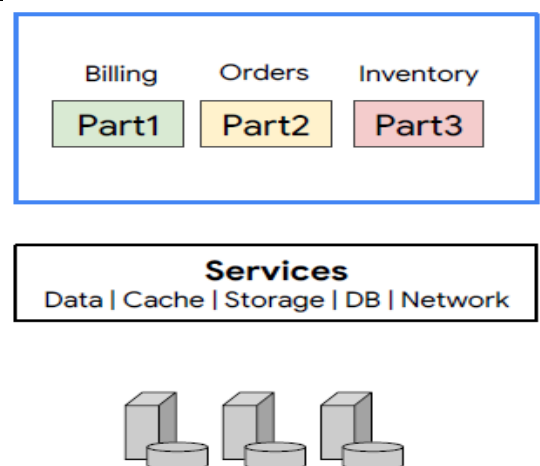 Billing Orders Inventory
Part1 Part2 Part3
Services
Data | Cache | Storage | DB | Network